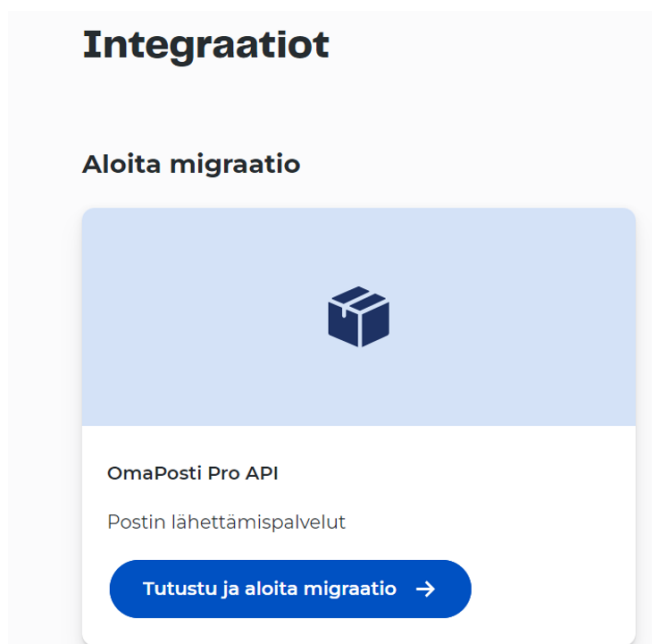 Integraatiot
Aloita migraatio
OmaPosti Pro API
Postin lähettämispalvelut
Tutustu ja aloita migraatio